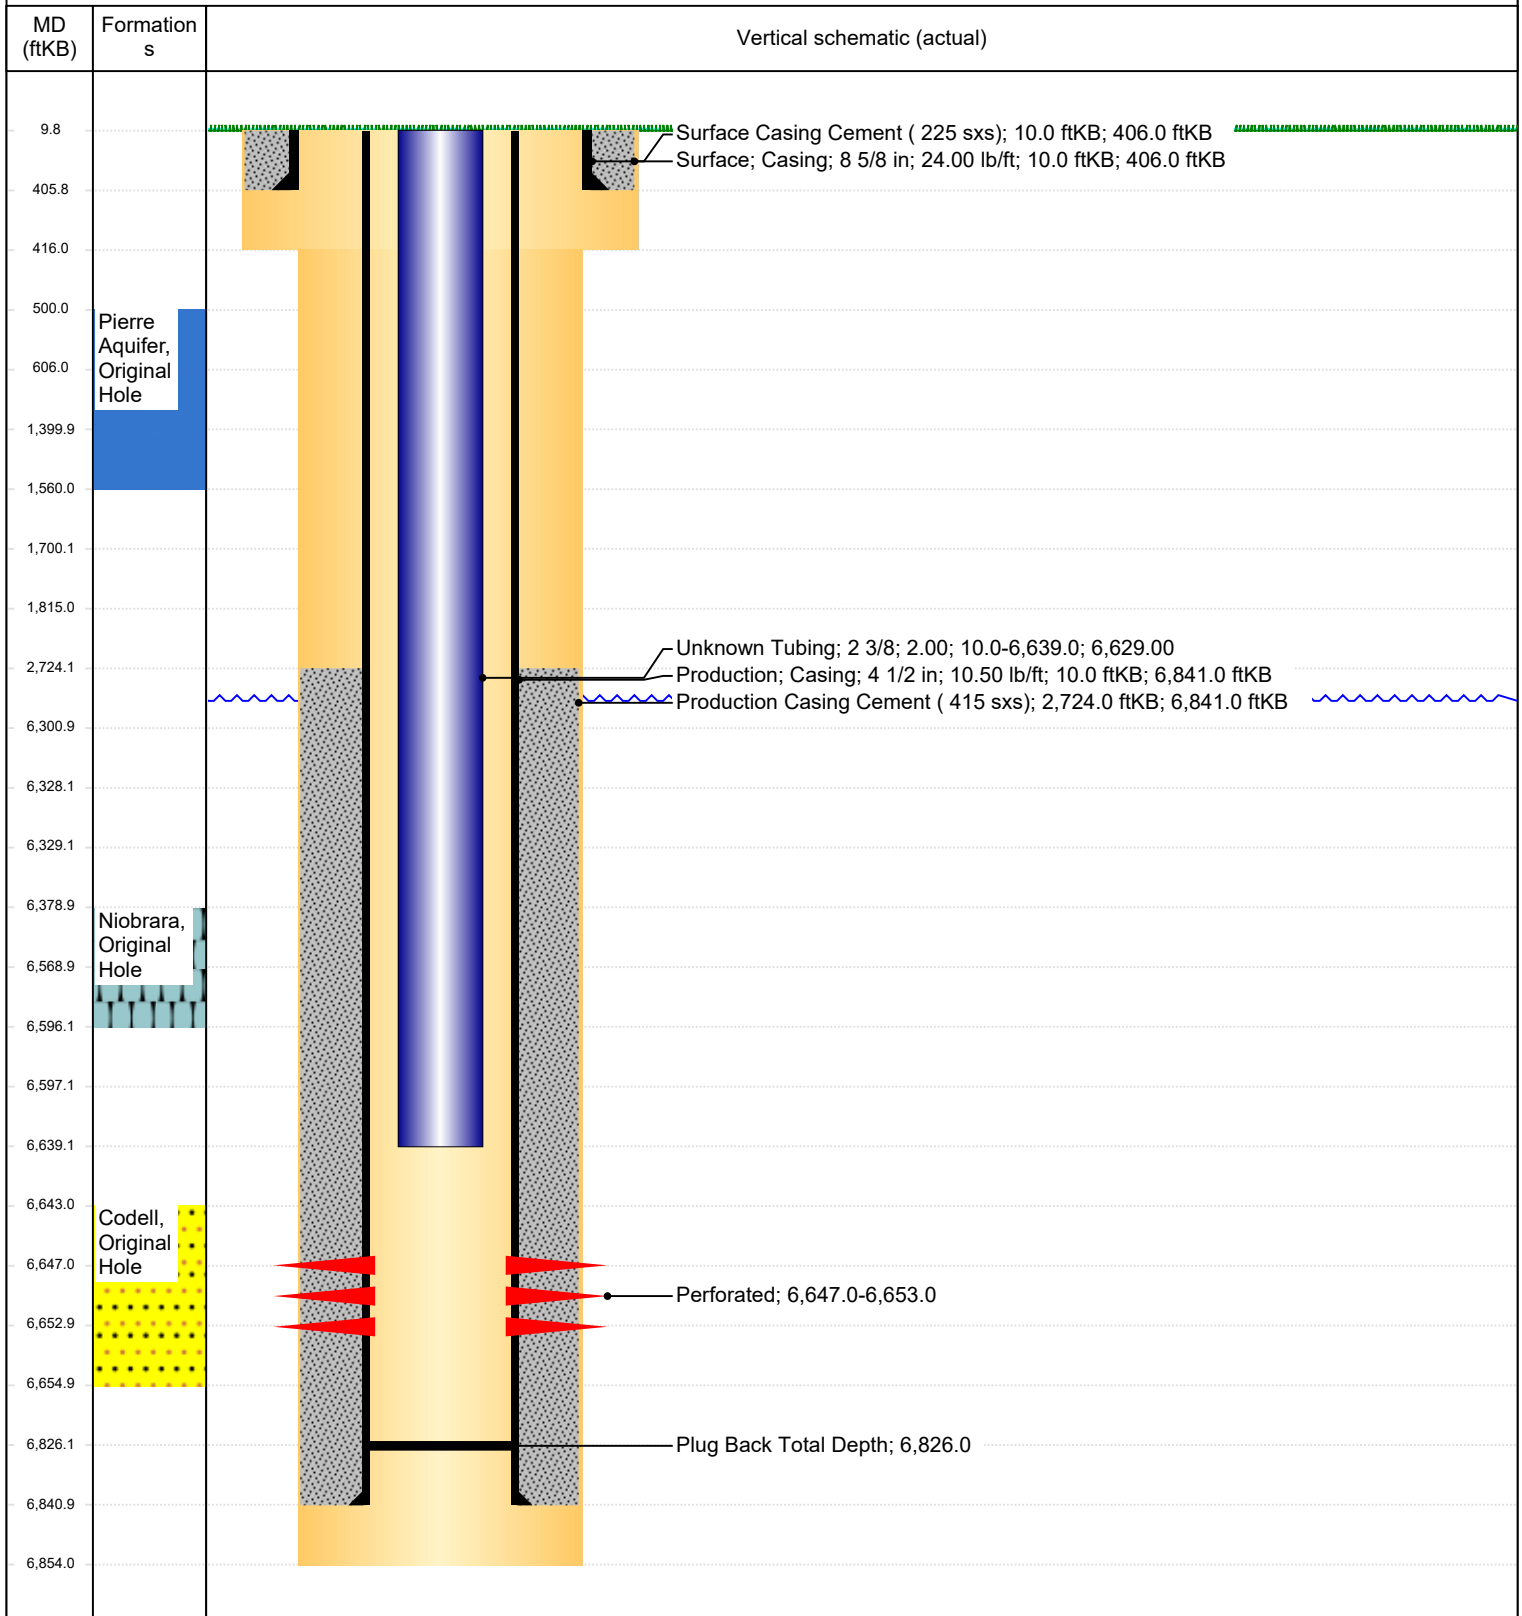 MD
(ftKB)
Formation
s
Vertical schematic (actual)
9.8
Surface Casing Cement ( 225 sxs); 10.0 ftKB; 406.0 ftKB
Surface; Casing; 8 5/8 in; 24.00 lb/ft; 10.0 ftKB; 406.0 ftKB
405.8
416.0
500.0
Pierre
Aquifer,
Original
Hole
606.0
1,399.9
1,560.0
1,700.1
1,815.0
Unknown Tubing; 2 3/8; 2.00; 10.0-6,639.0; 6,629.00
2,724.1
Production; Casing; 4 1/2 in; 10.50 lb/ft; 10.0 ftKB; 6,841.0 ftKB
Production Casing Cement ( 415 sxs); 2,724.0 ftKB; 6,841.0 ftKB
6,300.9
6,328.1
6,329.1
6,378.9
Niobrara,
Original
Hole
6,568.9
6,596.1
6,597.1
6,639.1
6,643.0
Codell,
Original
Hole
6,647.0
Perforated; 6,647.0-6,653.0
6,652.9
6,654.9
6,826.1
Plug Back Total Depth; 6,826.0
6,840.9
6,854.0